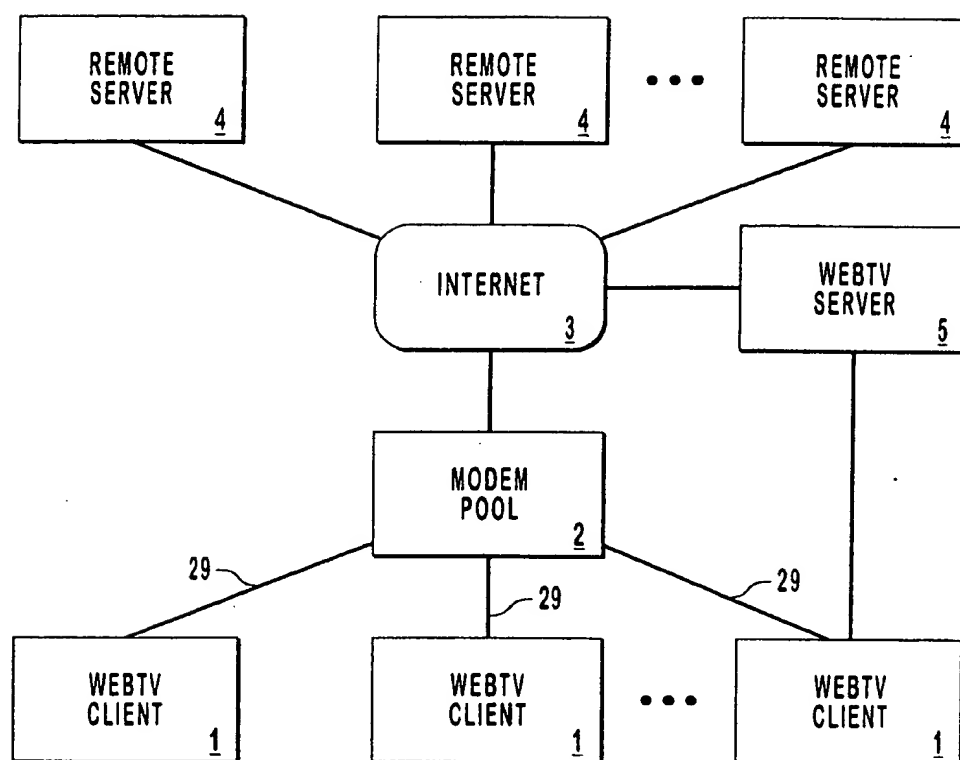 REMOTE
SERVER
4
REMOTE
SERVER
4
REMOTE
SERVER
4
INTERNET
3
WEBTV
SERVER
5
MODEM
POOL
2
29
29
29
WEBTV
CLIENT
1
WEBTV
CLIENT
1
WEBTV
CLIENT
1